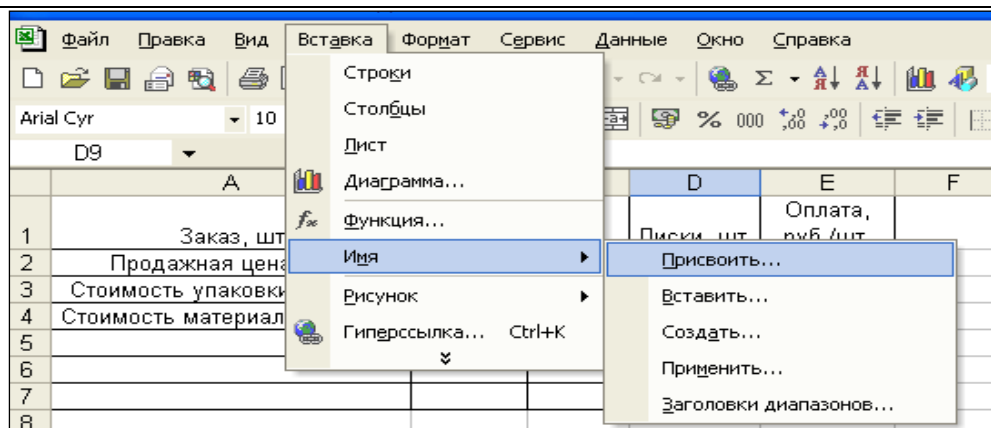 Файл Правка Вид Вставка Формат Сервис Данные Окно Справка
Arial Cyr 10 % 000
D9
Строки
Столбцы
Лист
Диаграмма...
Функция...
Имя
Рисунок
Гиперссылка... Ctrl+K
Присвоить...
Вставить...
Создать...
Применить...
Заголовки диапазонов...
A D E F
Оплата,
1 Заказ, шт Диски, шт руб./шт
2 Продажная цена
3 Стоимость упаковки
4 Стоимость материал
5
6
7
8